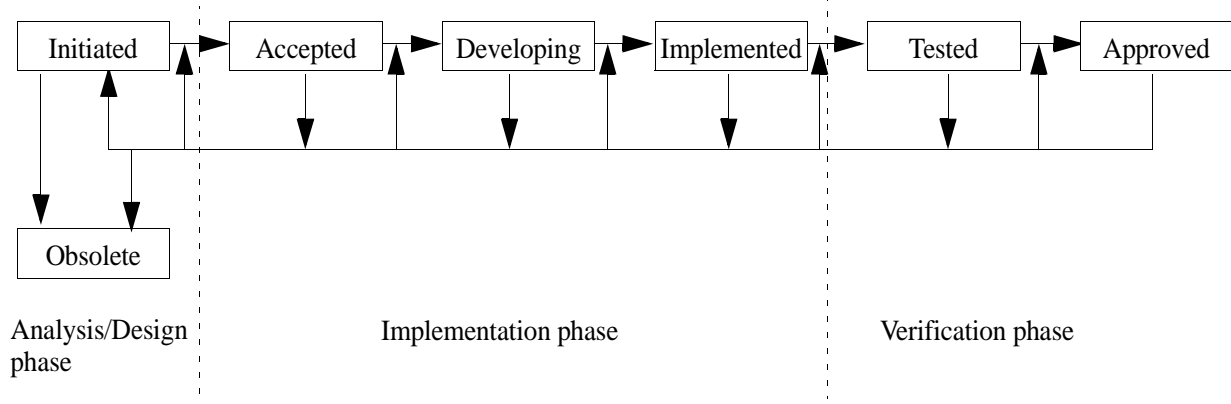 Initiated
Accepted
Developing
Implemented
Tested
Approved
Obsolete
Analysis/Design
phase
Implementation phase
Verification phase